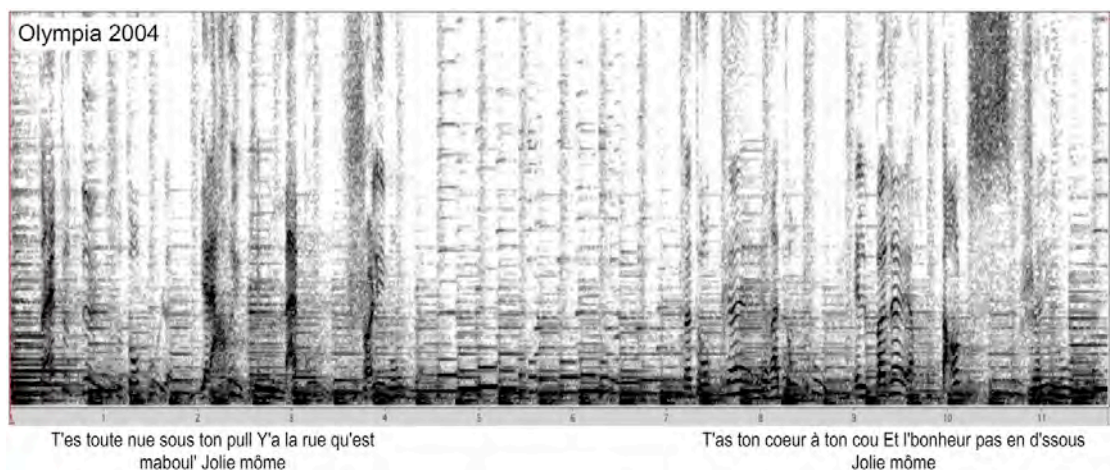 Olympia 2004
1 2 3 4 5 6 7 8 9 10 11
T'es toute nue sous ton pull Y'a la rue qu'est
maboul' Jolie môme
T'as ton coeur à ton cou Et l'bonheur pas en d'ssous
Jolie môme